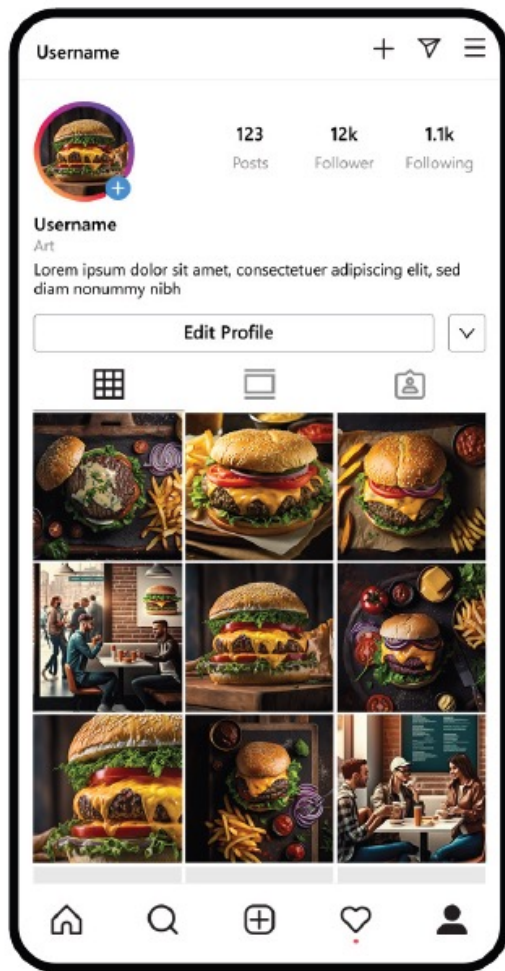 Username
123 12k 1.1k
Posts Follower Following
Username
Art
Lorem ipsum dolor sit amet, consectetuer adipiscing elit, sed
diam nonummy nibh
Edit Profile